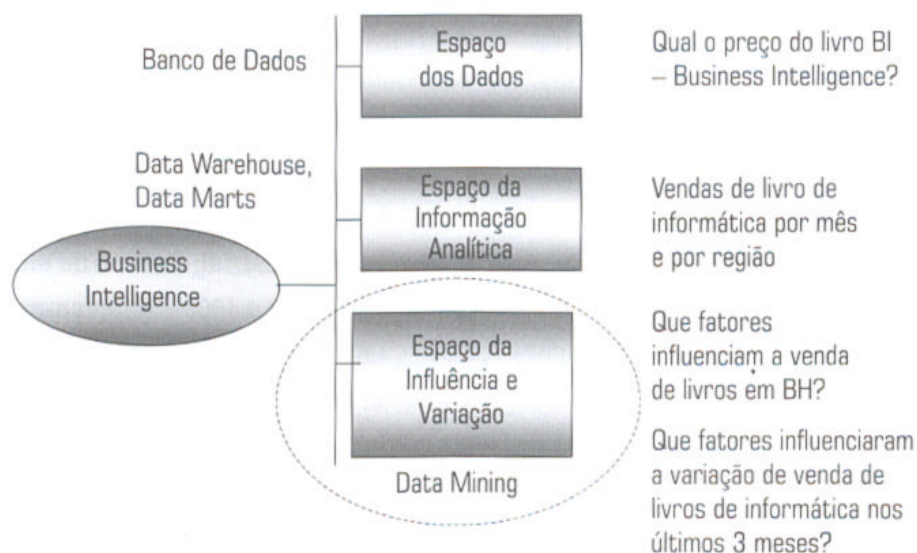 Banco de Dados
Espaço
dos Dados
Qual o preço do livro BI
– Business Intelligence?
Data Warehouse,
Data Marts
Espaço da
Informação
Analítica
Vendas de livro de
informática por mês
e por região
Business
Intelligence
Espaço da
Influência e
Variação
Que fatores
influenciam a venda
de livros em BH?
Data Mining
Que fatores influenciaram
a variação de venda de
livros de informática nos
últimos 3 meses?